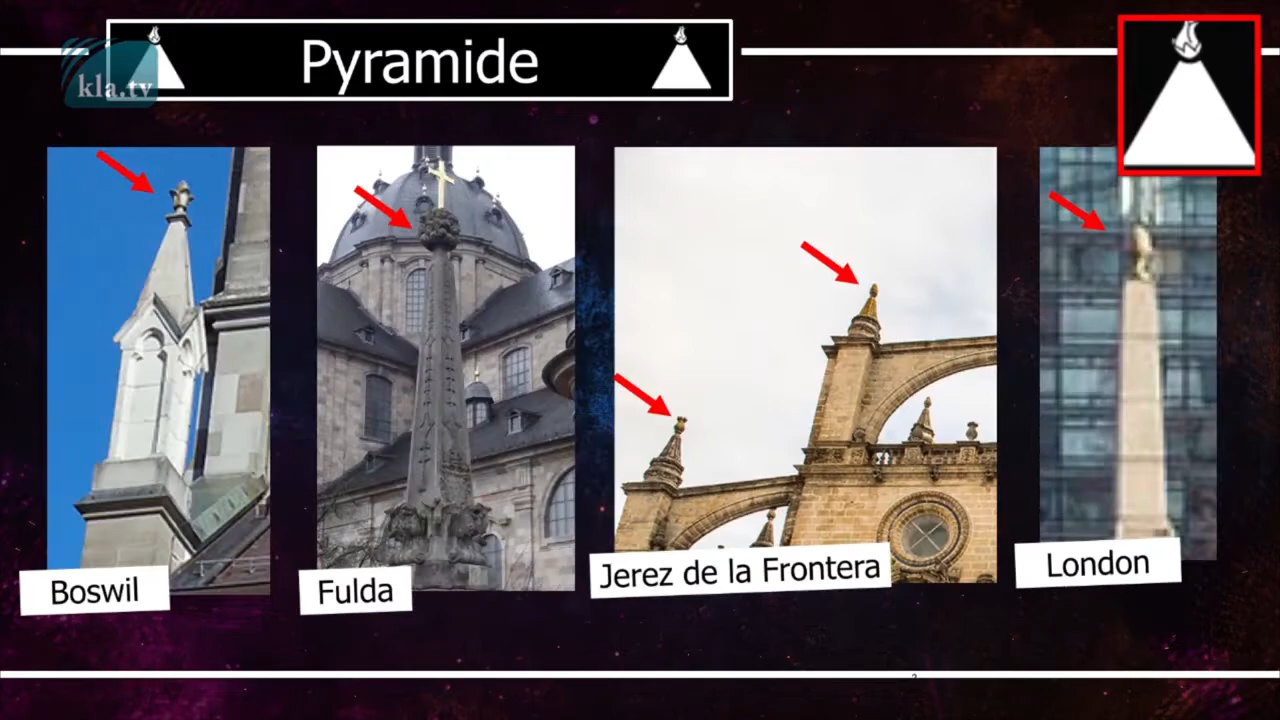 Pyramide
kla.tv
Boswil
Fulda
Jerez de la Frontera
London